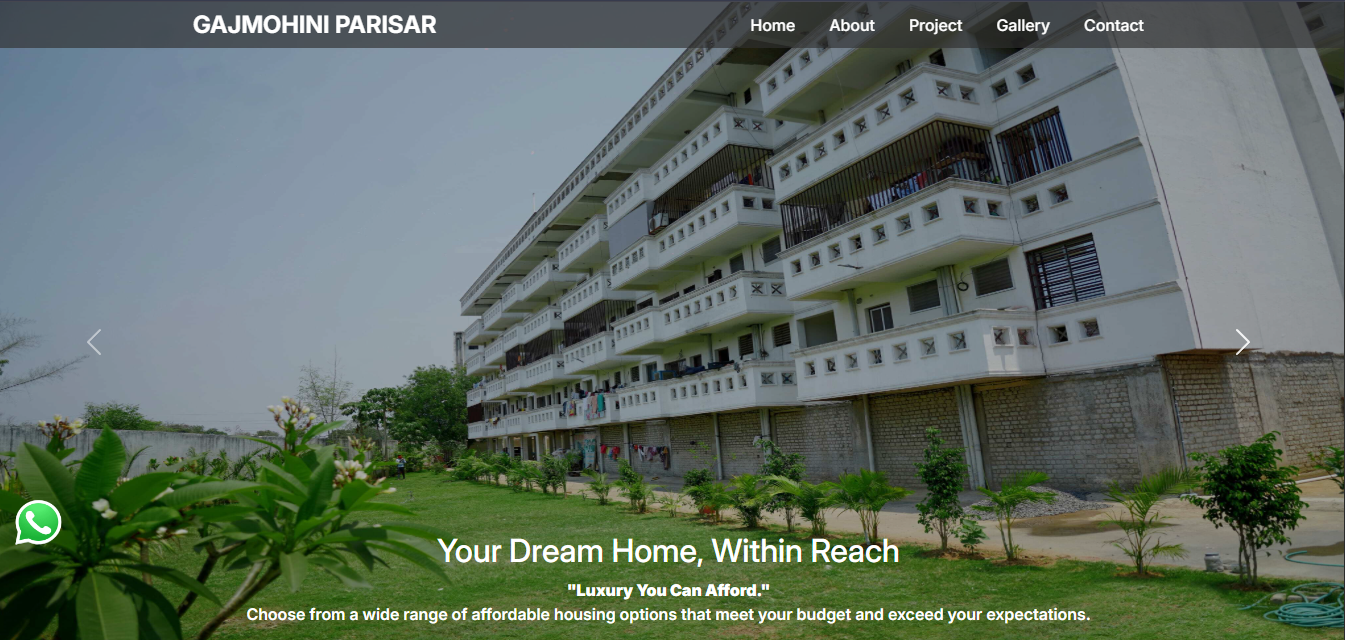 GAJMOHINI PARISAR
Home About Project Gallery Contact
Your Dream Home, Within Reach
"Luxury You Can Afford."
Choose from a wide range of affordable housing options that meet your budget and exceed your expectations.